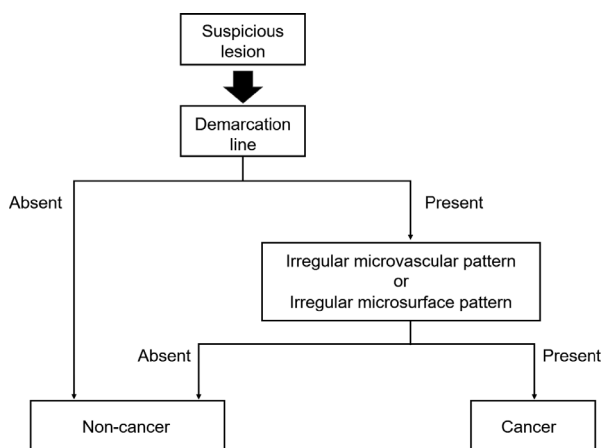 Suspicious
lesion
Demarcation
line
Absent
Present
Irregular microvascular pattern
or
Irregular microsurface pattern
Absent
Present
Non-cancer
Cancer